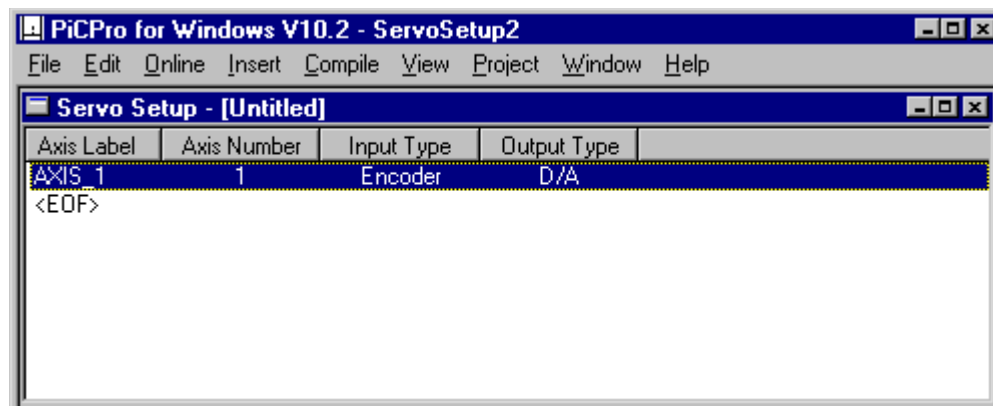 PiCPro for Windows V10.2 - ServoSetup2
File Edit Online Insert Compile View Project Window Help
Servo Setup - [Untitled]
Axis Label Axis Number Input Type Output Type
AXIS_1 1 Encoder D/A
<EOF>